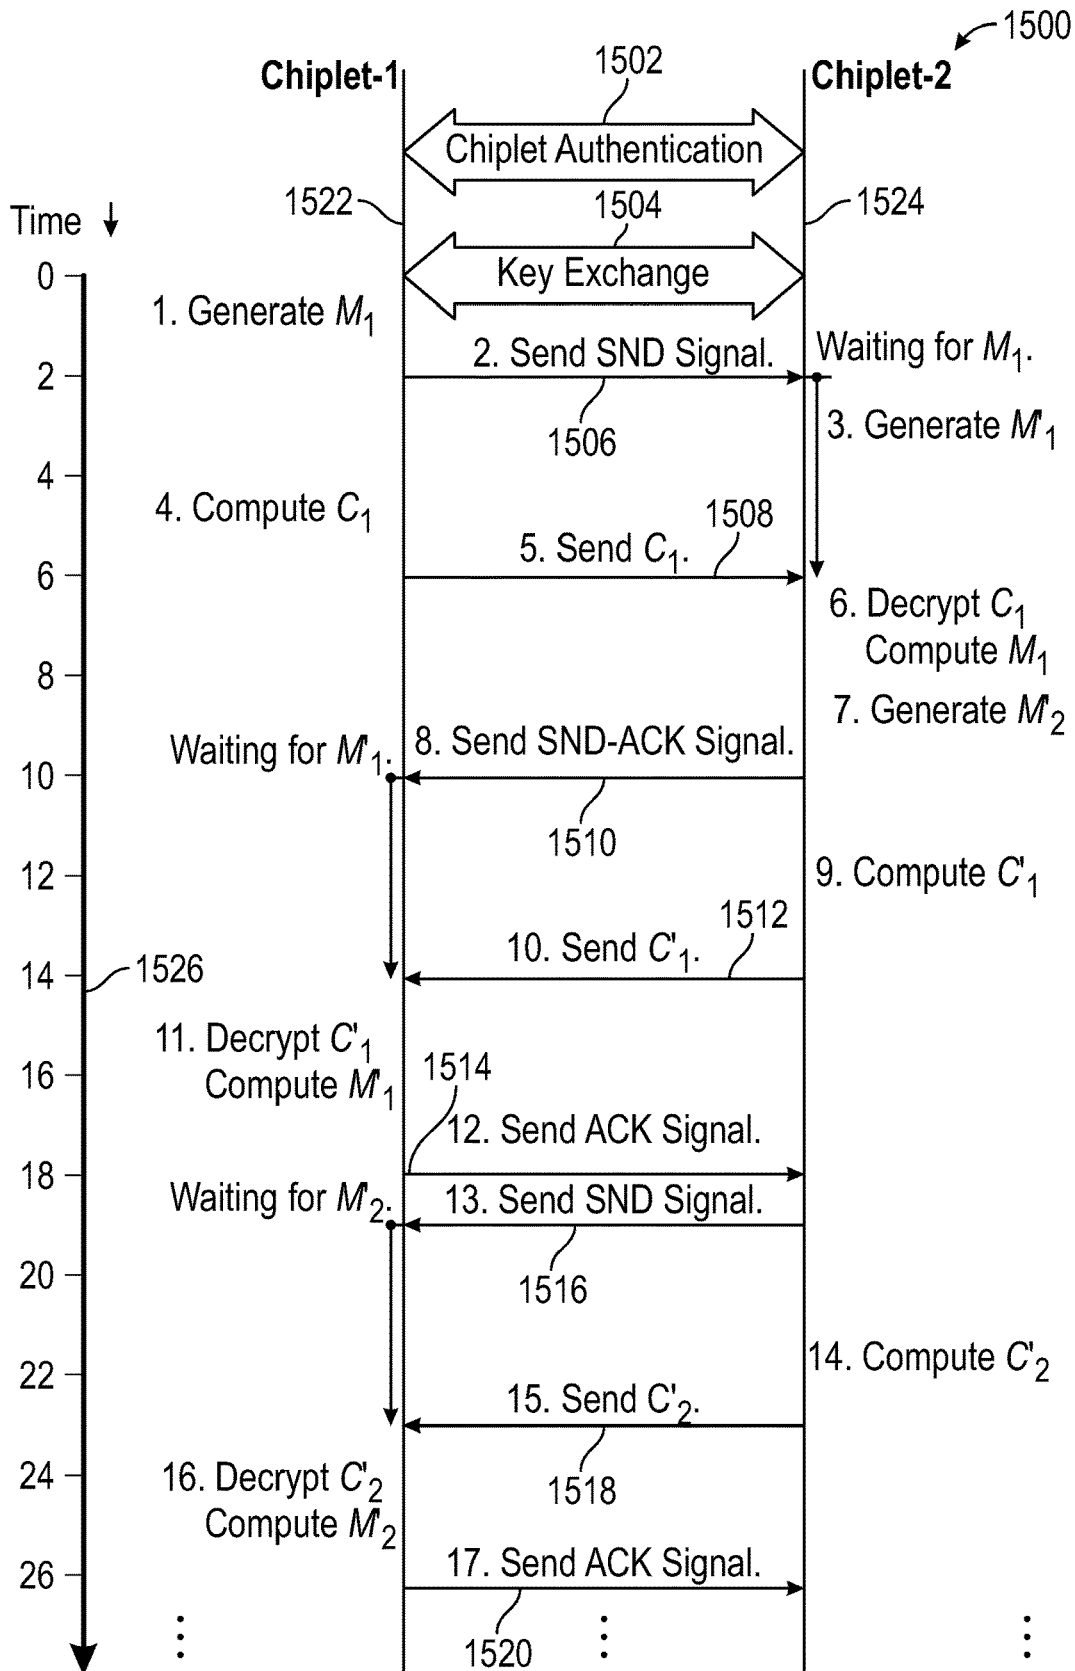 1500
Chiplet-1
1502
Chiplet-2
Chiplet Authentication
1522
1504
1524
Time
Key Exchange
0
1. Generate M1
2. Send SND Signal.
Waiting for M1.
2
1506
3. Generate M'1
4
4. Compute C1
1508
5. Send C1.
6
6. Decrypt C1
Compute M1
8
7. Generate M'2
Waiting for M'1.
8. Send SND-ACK Signal.
10
1510
12
9. Compute C'1
1512
10. Send C'1.
14
1526
11. Decrypt C'1
Compute M'1
16
1514
12. Send ACK Signal.
18
Waiting for M'2.
13. Send SND Signal.
20
1516
14. Compute C'2
22
15. Send C'2.
24
16. Decrypt C'2
Compute M'2
1518
17. Send ACK Signal.
26
1520